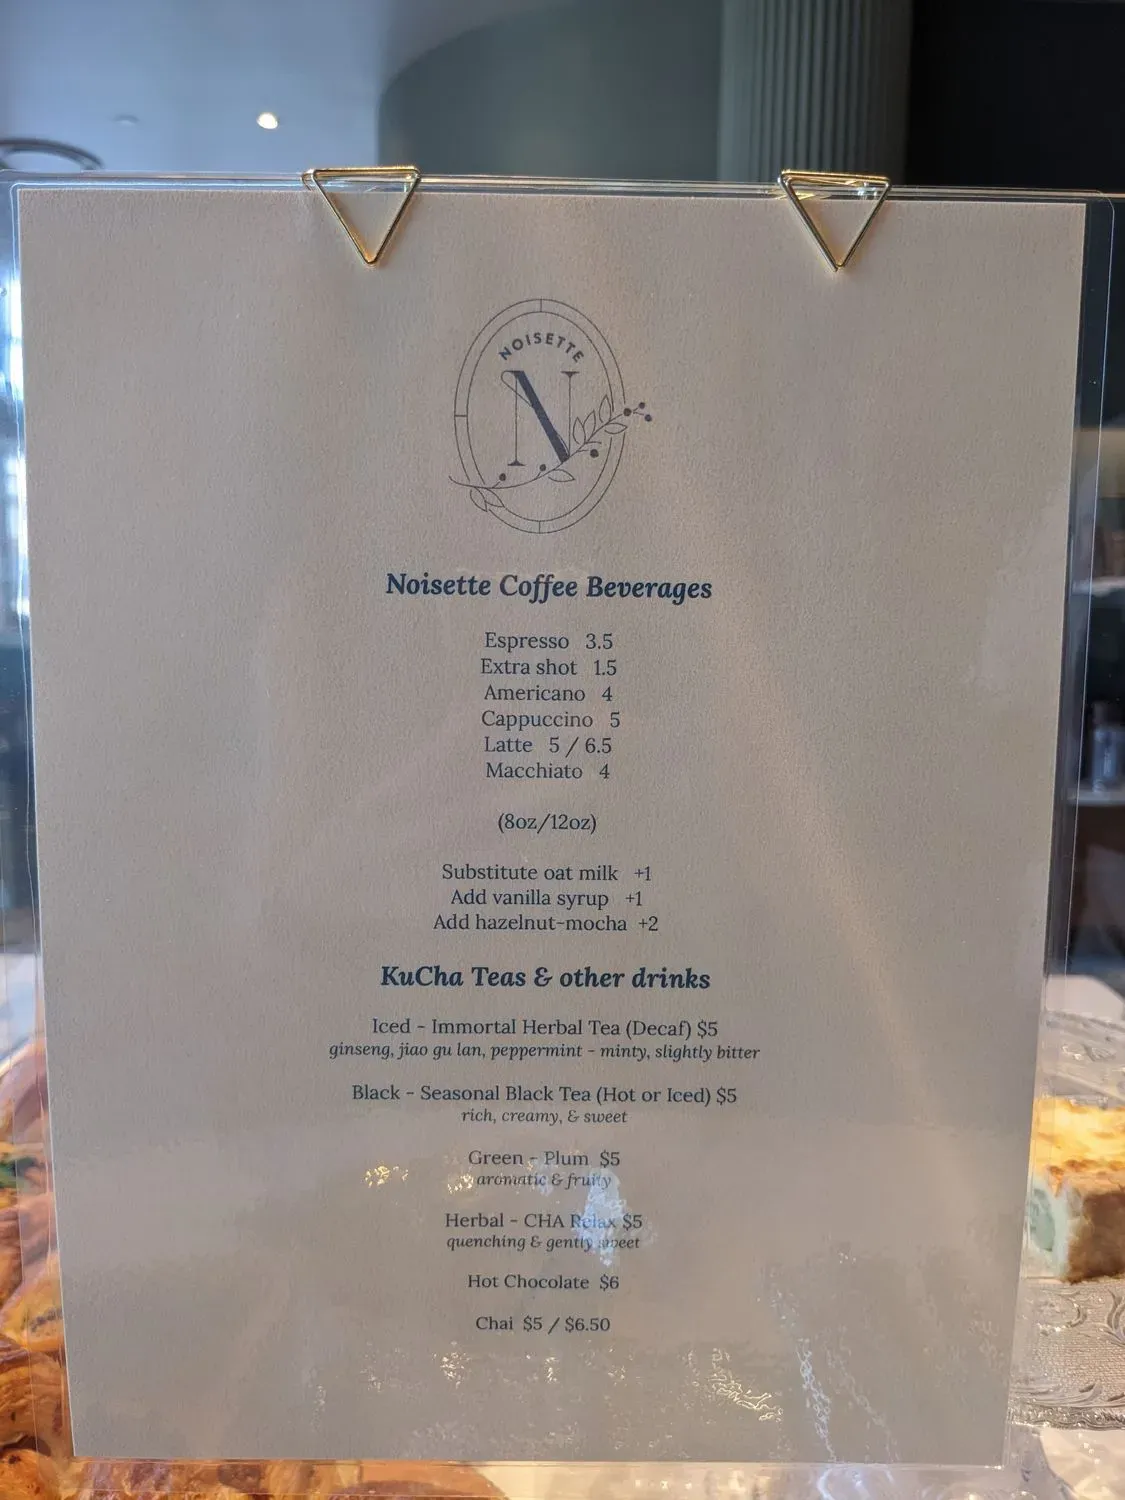 NOISETTE
N
Noisette Coffee Beverages
Espresso 3.5
Extra shot 1.5
Americano 4
Cappuccino 5
Latte 5 / 6.5
Macchiato 4
(8oz/12oz)
Substitute oat milk +1
Add vanilla syrup +1
Add hazelnut-mocha +2
KuCha Teas & other drinks
Iced - Immortal Herbal Tea (Decaf) $5
ginseng, jiao gu lan, peppermint - minty, slightly bitter
Black - Seasonal Black Tea (Hot or Iced) $5
rich, creamy, & sweet
Green - Plum $5
aromatic & fruity
Herbal - CHA Relax $5
quenching & gently sweet
Hot Chocolate $6
Chai $5 / $6.50